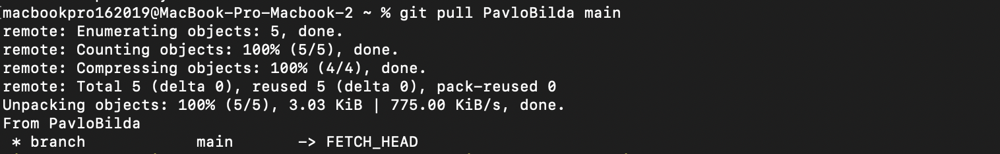 [macbookpro162019@MacBook-Pro-Macbook-2 ~ % git pull PavloBilda main
remote: Enumerating objects: 5, done.
remote: Counting objects: 100% (5/5), done.
remote: Compressing objects: 100% (4/4), done.
remote: Total 5 (delta 0), reused 5 (delta 0), pack-reused 0
Unpacking objects: 100% (5/5), 3.03 KiB | 775.00 KiB/s, done.
From PavloBilda
 * branch            main       -> FETCH_HEAD